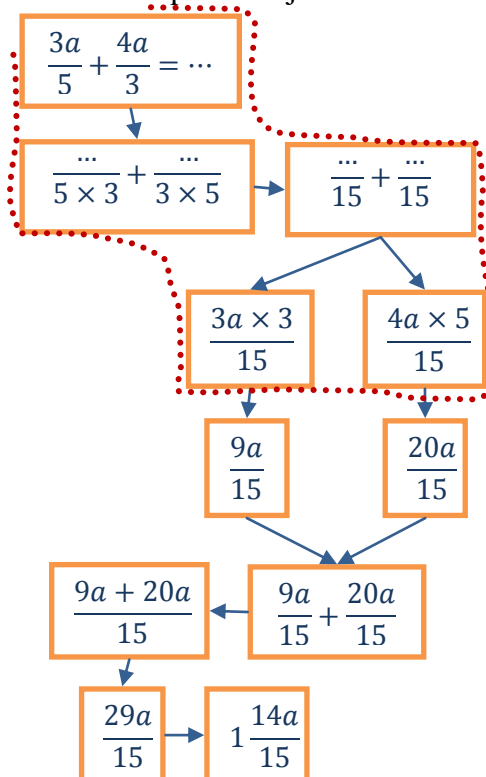 3a/5 + 4a/3 = ⋯
.../(5 × 3) + .../(3 × 5)
.../15 + .../15
(3a × 3)/15
(4a × 5)/15
9a/15
20a/15
(9a + 20a)/15
9a/15 + 20a/15
29a/15
1 14a/15